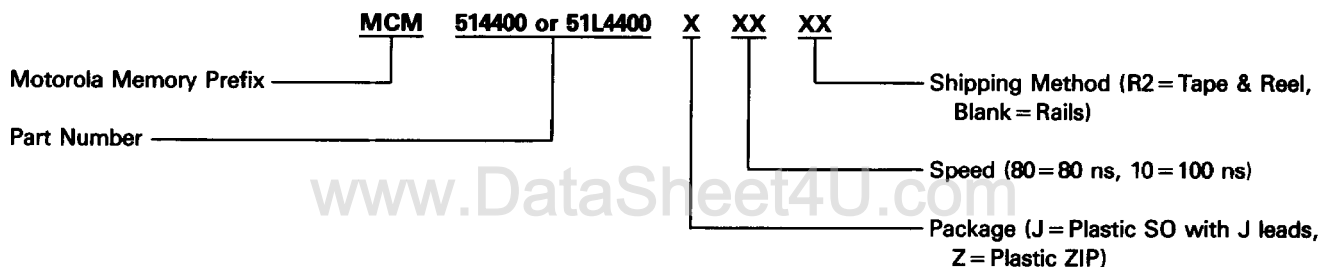 MCM 514400 or 51L4400 X XX XX
Motorola Memory Prefix
Shipping Method (R2=Tape & Reel,
Blank=Rails)
Part Number
Speed (80=80 ns, 10=100 ns)
www.DataSheet4U.com
Package (J=Plastic SO with J leads,
Z=Plastic ZIP)